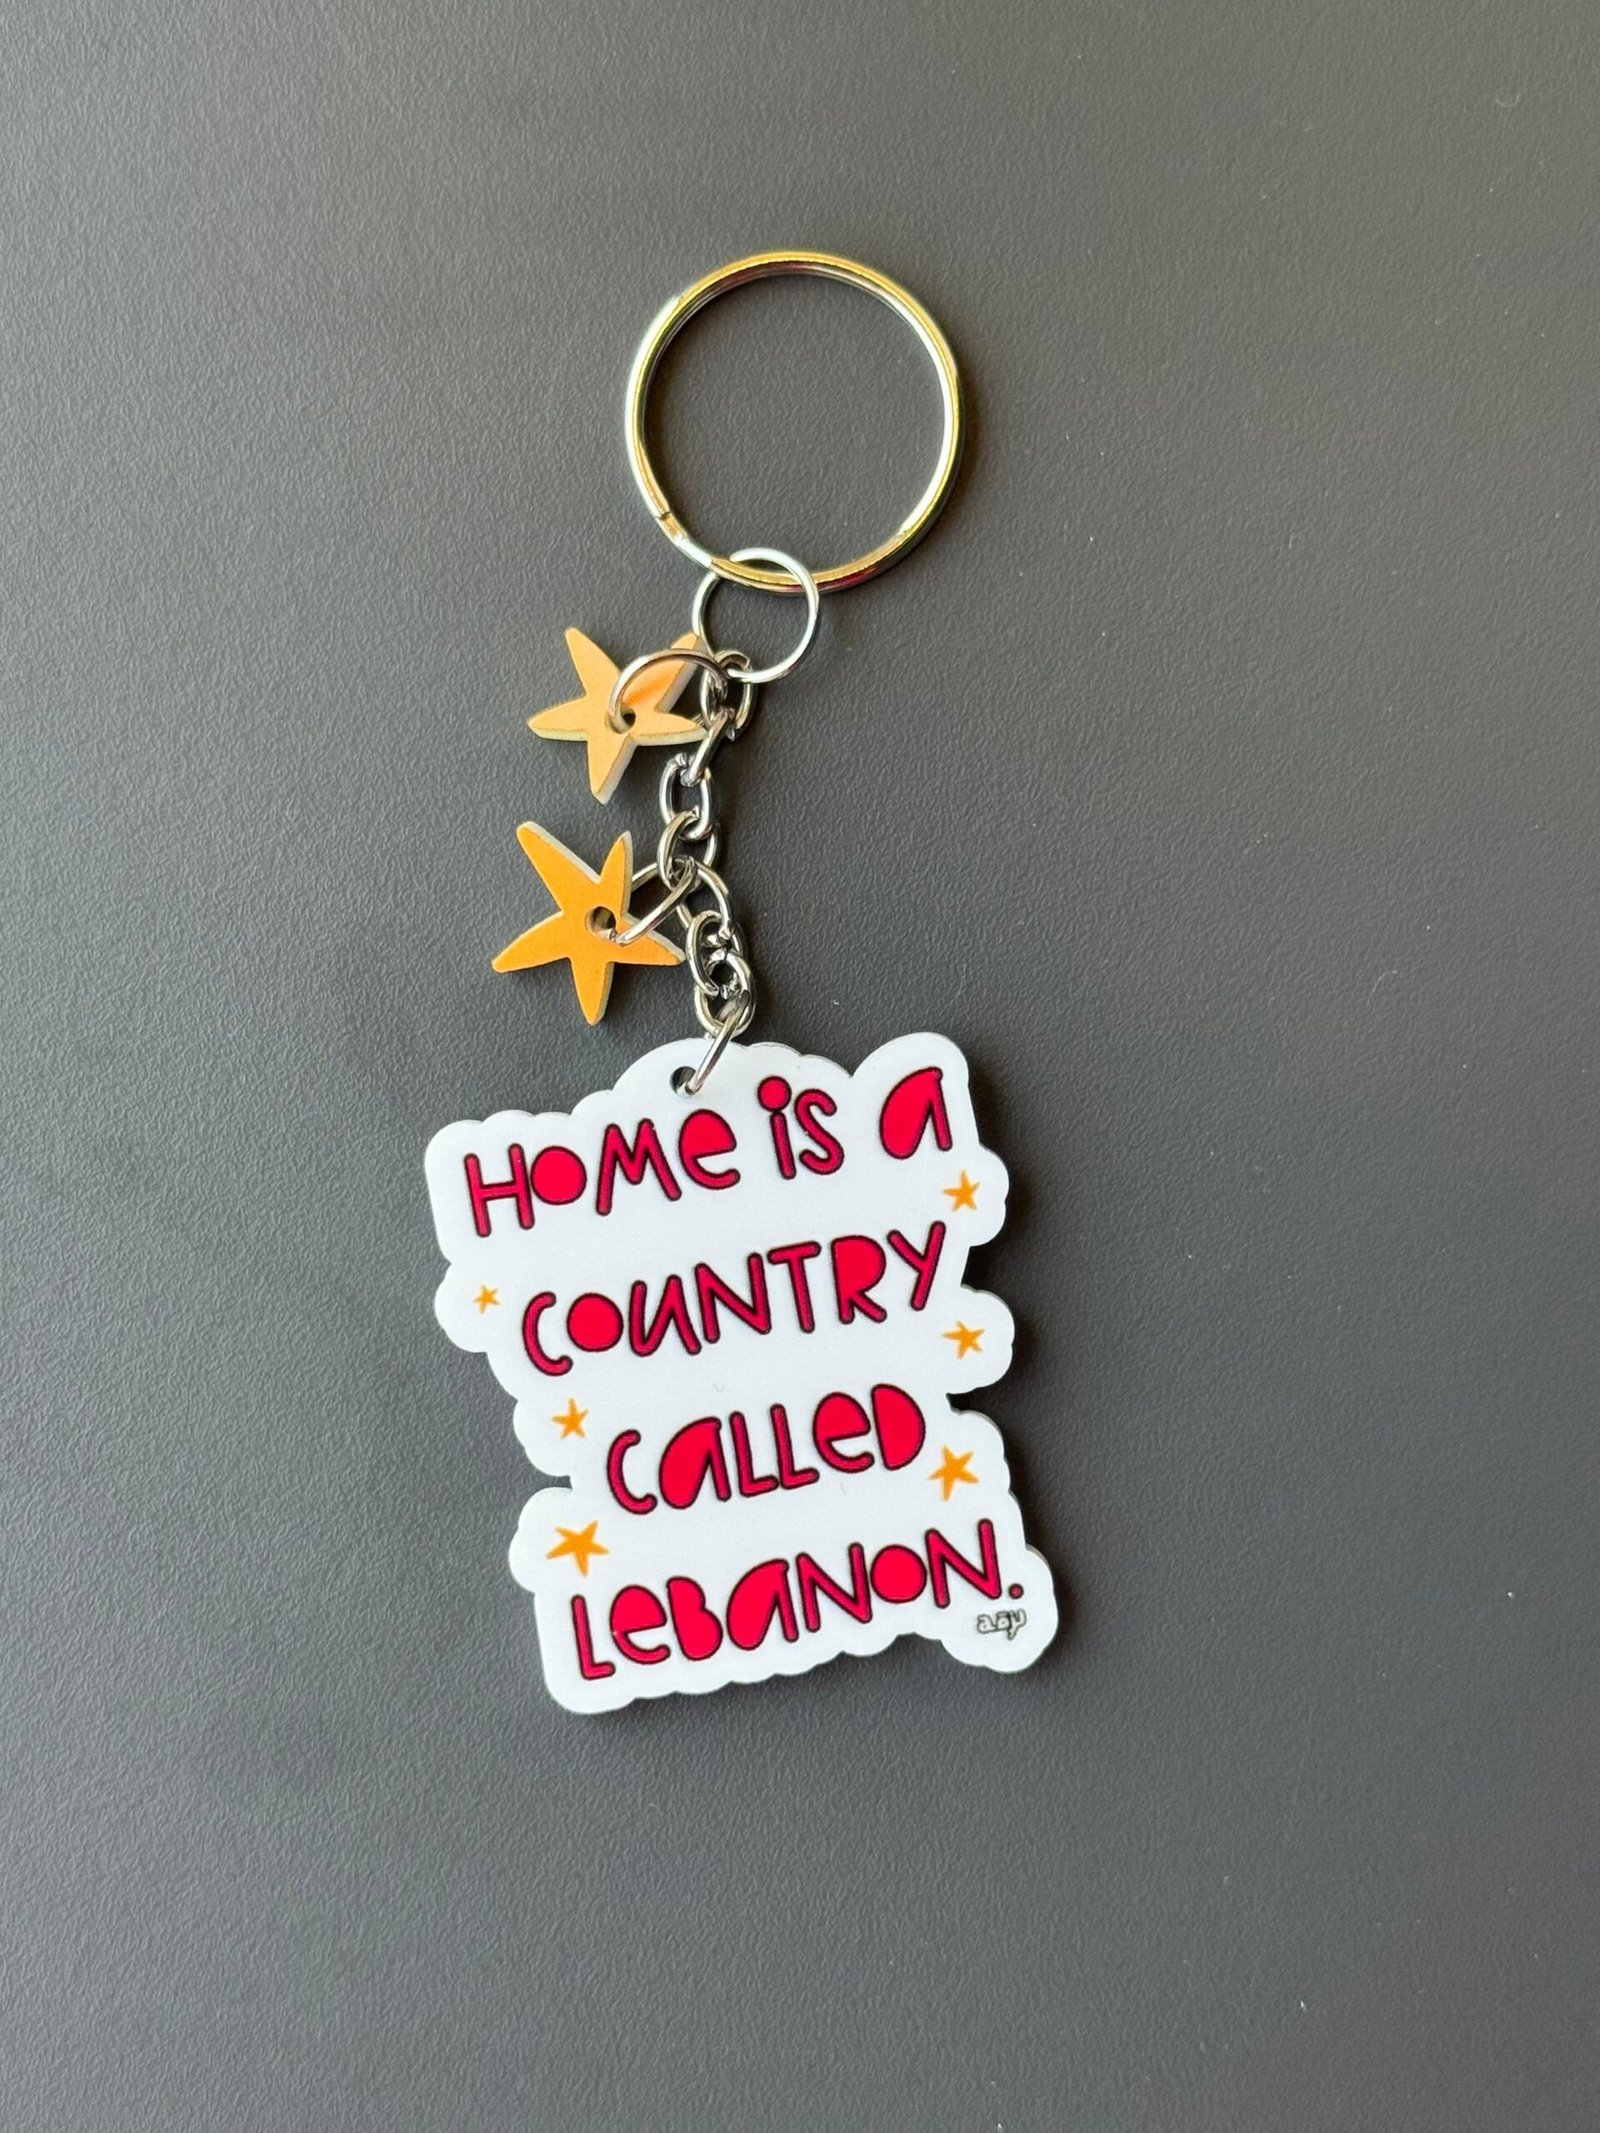 Home is a
country
called
Lebanon.